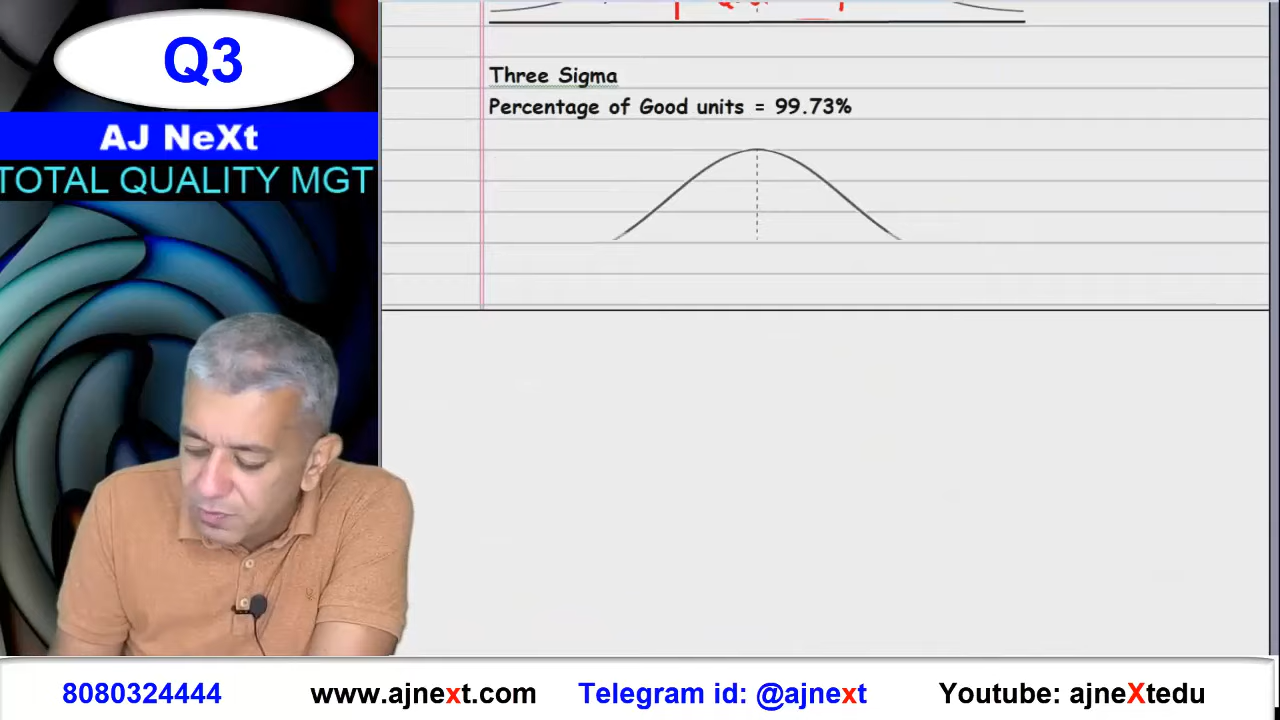 Q3
AJ NeXt
TOTAL QUALITY MGT
Three Sigma
Percentage of Good units = 99.73%
8080324444 www.ajnext.com Telegram id: @ajnext Youtube: ajneXtedu